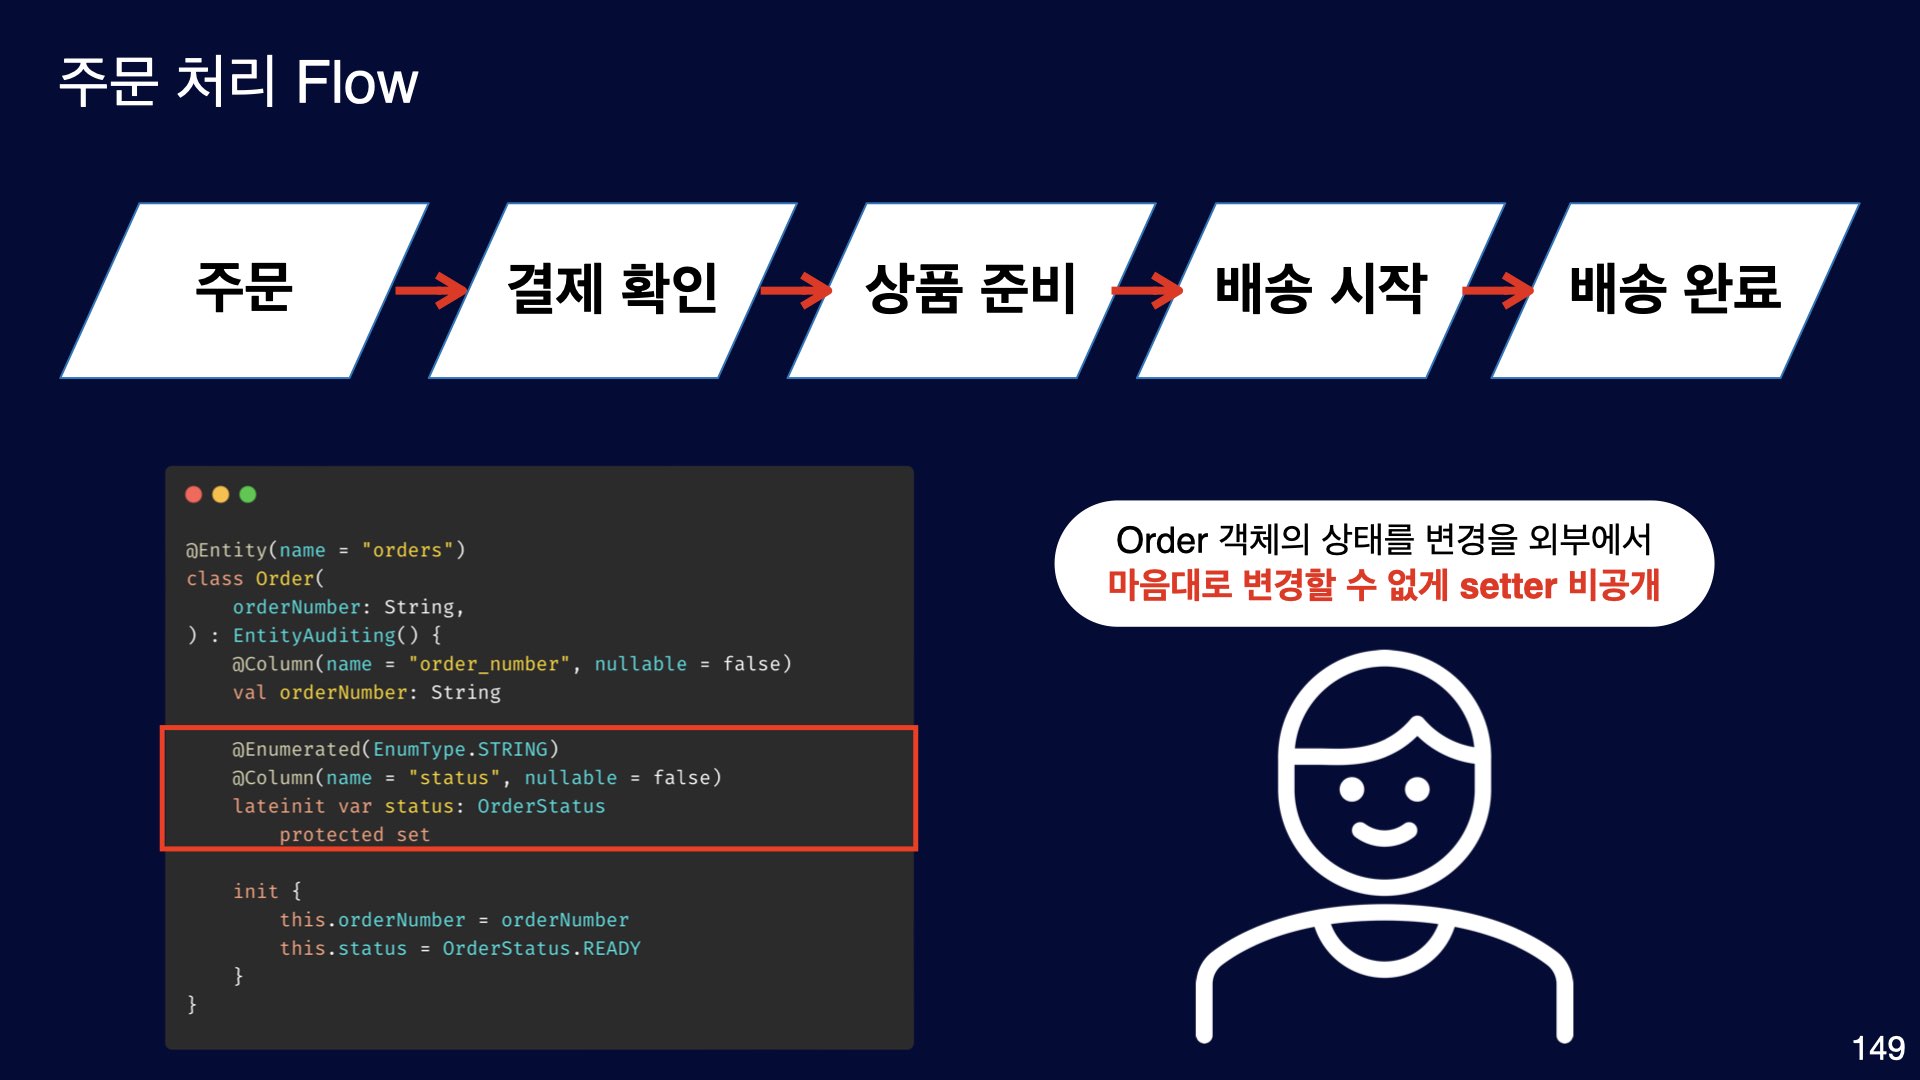 주문 처리 Flow
주문
결제 확인
상품 준비
배송 시작
배송 완료
@Entity(name = "orders")
class Order(
    orderNumber: String,
) : EntityAuditing() {
    @Column(name = "order_number", nullable = false)
    val orderNumber: String
    @Enumerated(EnumType.STRING)
    @Column(name = "status", nullable = false)
    lateinit var status: OrderStatus
        protected set
    init {
        this.orderNumber = orderNumber
        this.status = OrderStatus.READY
    }
}
Order 객체의 상태를 변경을 외부에서
마음대로 변경할 수 없게 setter 비공개
149